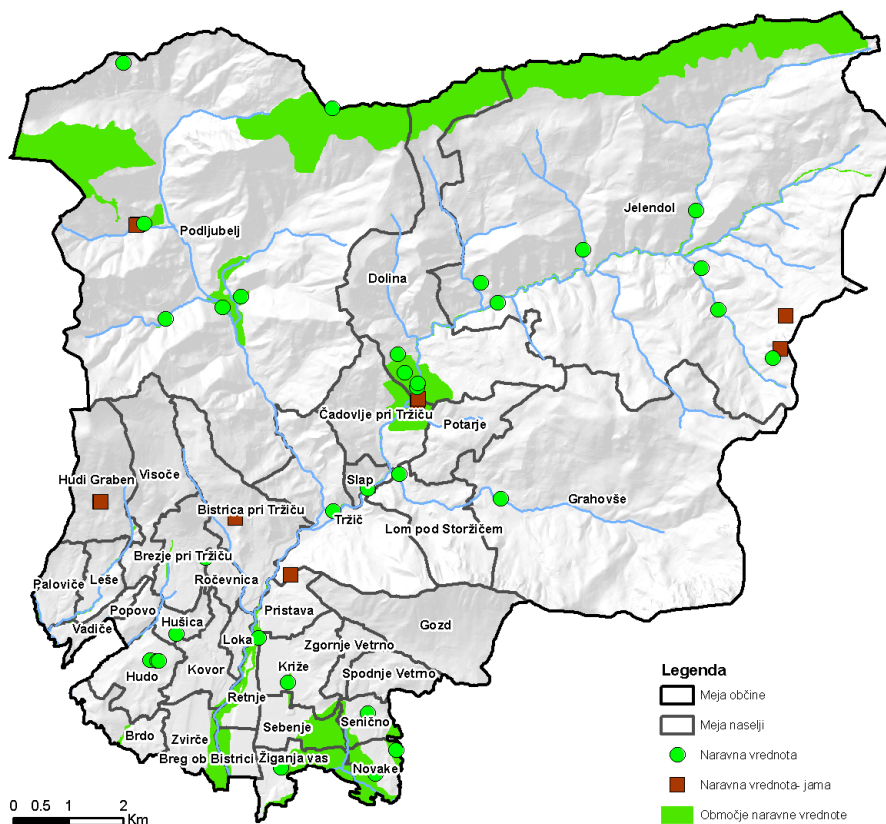 Jelendol
Podljubelj
Dolina
Čadovlje pri Tržiču
Potarje
Hudi Graben
Visoče
Slap
Grahovše
Bistrica pri Tržiču
Tržič
Lom pod Storžičem
Brezje pri Tržiču
Paloviče
Leše
Ročevnica
Popovo
Pristava
Vadiče
Hušica
Gozd
Loka
Zgornje Vetrno
Hudo
Kovor
Križe
Spodnje Vetrno
Retnje
Senično
Sebenje
Brdo
Zvirče
Breg ob Bistrici
Žiganja vas
Novake
Legenda
Meja občine
Meja naselji
Naravna vrednota
Naravna vrednota- jama
Območje naravne vrednote
0 0.5 1 2
Km